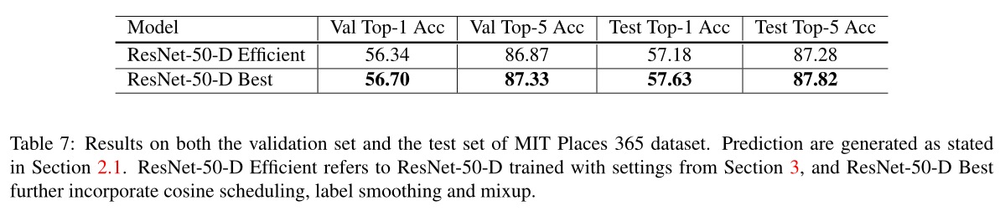 Model Val Top-1 Acc Val Top-5 Acc Test Top-1 Acc Test Top-5 Acc
ResNet-50-D Efficient 56.34 86.87 57.18 87.28
ResNet-50-D Best 56.70 87.33 57.63 87.82
Table 7: Results on both the validation set and the test set of MIT Places 365 dataset. Prediction are generated as stated
in Section 2.1. ResNet-50-D Efficient refers to ResNet-50-D trained with settings from Section 3, and ResNet-50-D Best
further incorporate cosine scheduling, label smoothing and mixup.